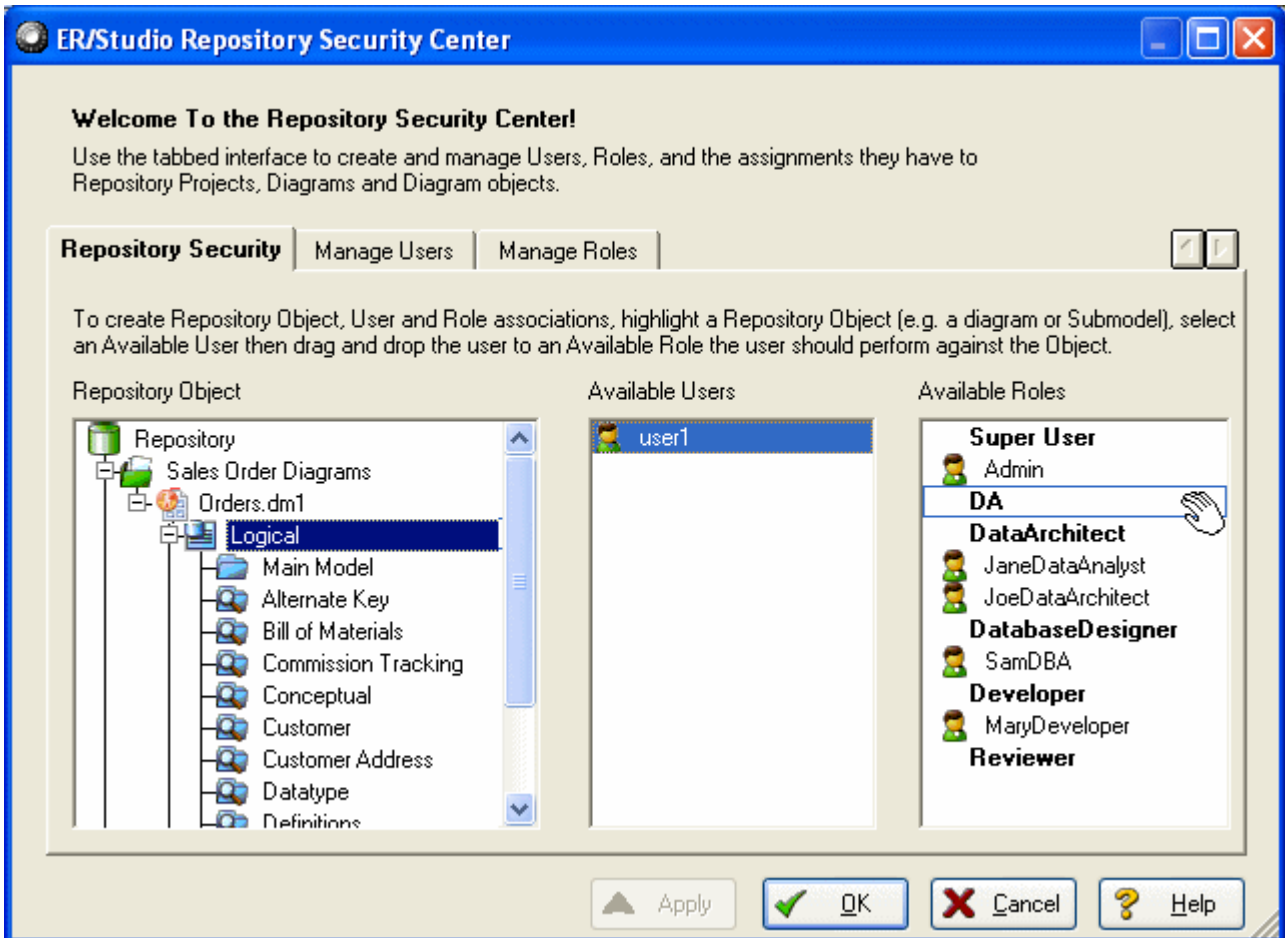 ER/Studio Repository Security Center
Welcome To the Repository Security Center!
Use the tabbed interface to create and manage Users, Roles, and the assignments they have to
Repository Projects, Diagrams and Diagram objects.
Repository Security
Manage Users
Manage Roles
To create Repository Object, User and Role associations, highlight a Repository Object (e.g. a diagram or Submodel), select
an Available User then drag and drop the user to an Available Role the user should perform against the Object.
Repository Object
Repository
Sales Order Diagrams
Orders.dm1
Logical
Main Model
Alternate Key
Bill of Materials
Commission Tracking
Conceptual
Customer
Customer Address
Datatype
Definitions
Available Users
user1
Available Roles
Super User
Admin
DA
DataArchitect
JaneDataAnalyst
JoeDataArchitect
DatabaseDesigner
SamDBA
Developer
MaryDeveloper
Reviewer
Apply
OK
Cancel
Help